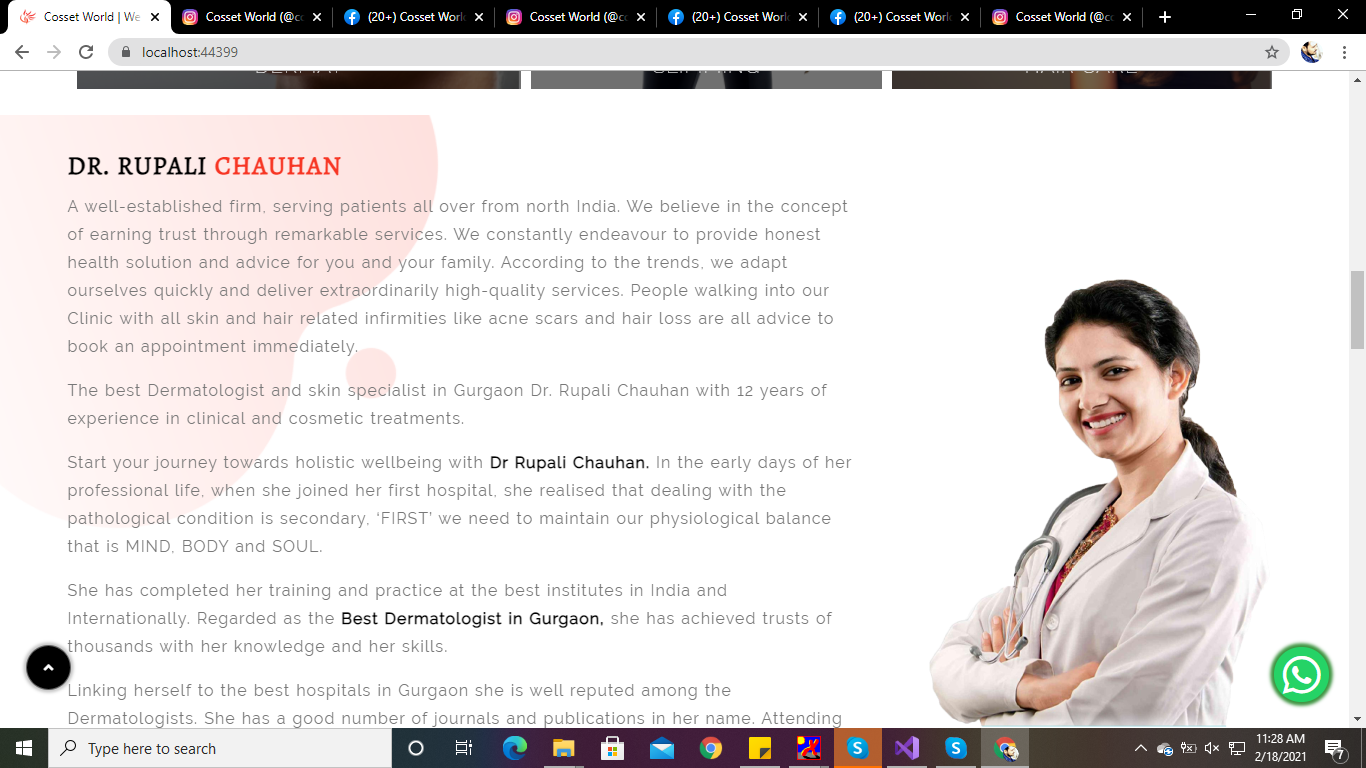 Cosset World | We
Cosset World (@co
(20+) Cosset World
Cosset World (@co
(20+) Cosset World
(20+) Cosset World
Cosset World (@co
localhost:44399
SLIMMING
HAIR CARE
DR. RUPALI CHAUHAN
A well-established firm, serving patients all over from north India. We believe in the concept
of earning trust through remarkable services. We constantly endeavour to provide honest
health solution and advice for you and your family. According to the trends, we adapt
ourselves quickly and deliver extraordinarily high-quality services. People walking into our
Clinic with all skin and hair related infirmities like acne scars and hair loss are all advice to
book an appointment immediately.
The best Dermatologist and skin specialist in Gurgaon Dr. Rupali Chauhan with 12 years of
experience in clinical and cosmetic treatments.
Start your journey towards holistic wellbeing with Dr Rupali Chauhan. In the early days of her
professional life, when she joined her first hospital, she realised that dealing with the
pathological condition is secondary, ‘FIRST’ we need to maintain our physiological balance
that is MIND, BODY and SOUL.
She has completed her training and practice at the best institutes in India and
Internationally. Regarded as the Best Dermatologist in Gurgaon, she has achieved trusts of
thousands with her knowledge and her skills.
Linking herself to the best hospitals in Gurgaon she is well reputed among the
Dermatologists. She has a good number of journals and publications in her name. Attending
Type here to search
11:28 AM
2/18/2021
7